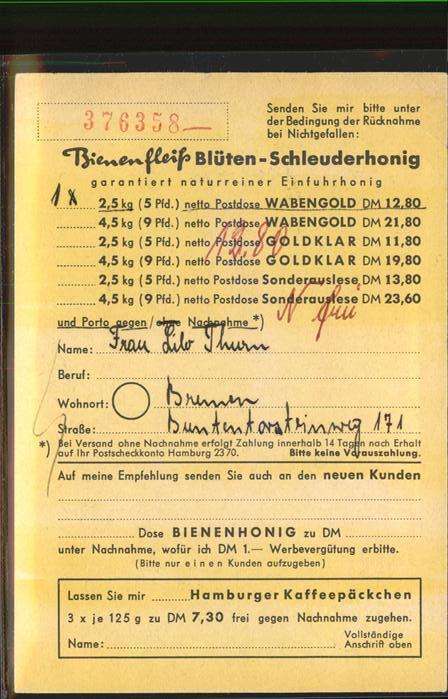 376358
Senden Sie mir bitte unter
der Bedingung der Rücknahme
bei Nichtgefallen:
Bienenfleiß Blüten-Schleuderhonig
garantiert naturreiner Einfuhrhonig
1x 2,5 kg (5 Pfd.) netto Postdose WABENGOLD DM 12,80
4,5 kg (9 Pfd.) netto Postdose WABENGOLD DM 21,80
2,5 kg (5 Pfd.) netto Postdose GOLDKLAR DM 11,80
12.80
4,5 kg (9 Pfd.) netto Postdose GOLDKLAR DM 19,80
2,5 kg (5 Pfd.) netto Postdose Sonderauslese DM 13,80
4,5 kg (9 Pfd.) netto Postdose Sonderauslese DM 23,60
und Porto gegen / ohne Nachnahme *)
Name: Frau Lilo Thurn
Beruf:
Wohnort: Bremen
Straße: Buntentorsteinweg 171
*) Bei Versand ohne Nachnahme erfolgt Zahlung innerhalb 14 Tagen nach Erhalt
auf Ihr Postscheckkonto Hamburg 2370. Bitte keine Vorauszahlung.
Auf meine Empfehlung senden Sie auch an den neuen Kunden
Dose BIENENHONIG zu DM
unter Nachnahme, wofür ich DM 1.— Werbevergütung erbitte.
(Bitte nur einen Kunden aufzugeben)
Lassen Sie mir Hamburger Kaffeepäckchen
3 x je 125 g zu DM 7,30 frei gegen Nachnahme zugehen.
Name: Vollständige
Anschrift oben